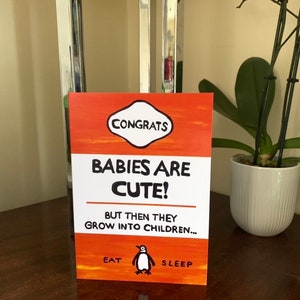 CONGRATS
BABIES ARE
CUTE!
BUT THEN THEY
GROW INTO CHILDREN...
EAT SLEEP